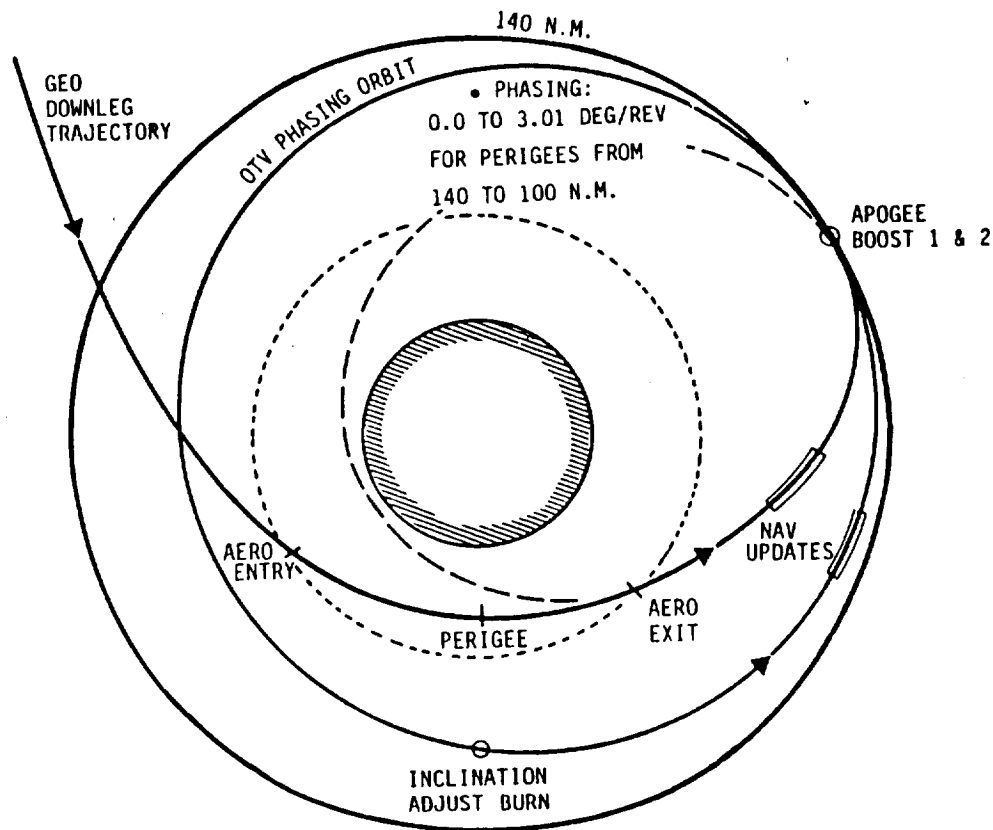 140 N.M.
GEO
DOWNLEG
TRAJECTORY
OTV PHASING ORBIT
• PHASING:
0.0 TO 3.01 DEG/REV
FOR PERIGEES FROM
140 TO 100 N.M.
APOGEE
BOOST 1 & 2
NAV
UPDATES
AERO
ENTRY
AERO
EXIT
PERIGEE
INCLINATION
ADJUST BURN